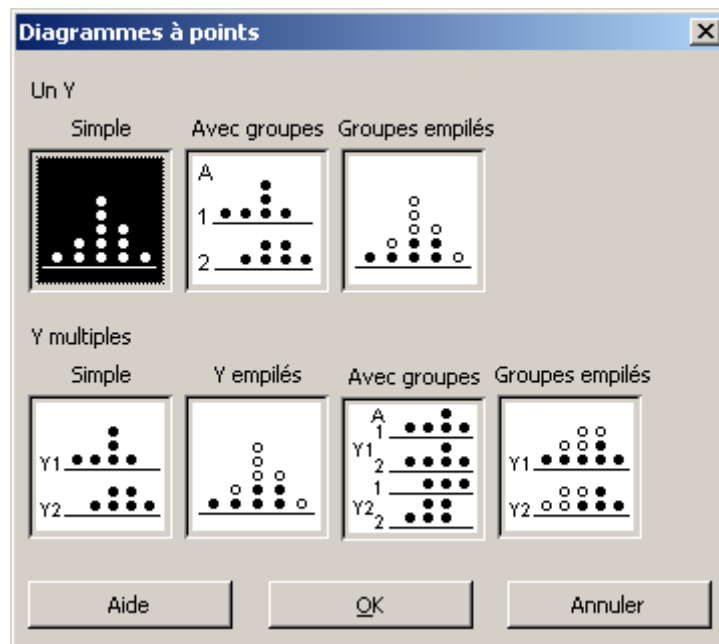 Diagrammes à points
Un Y
Simple Avec groupes Groupes empilés
A
1
2
Y multiples
Simple Y empilés Avec groupes Groupes empilés
Y1
Y2
A
1
Y1
2
1
Y2
2
Y1
Y2
Aide OK Annuler